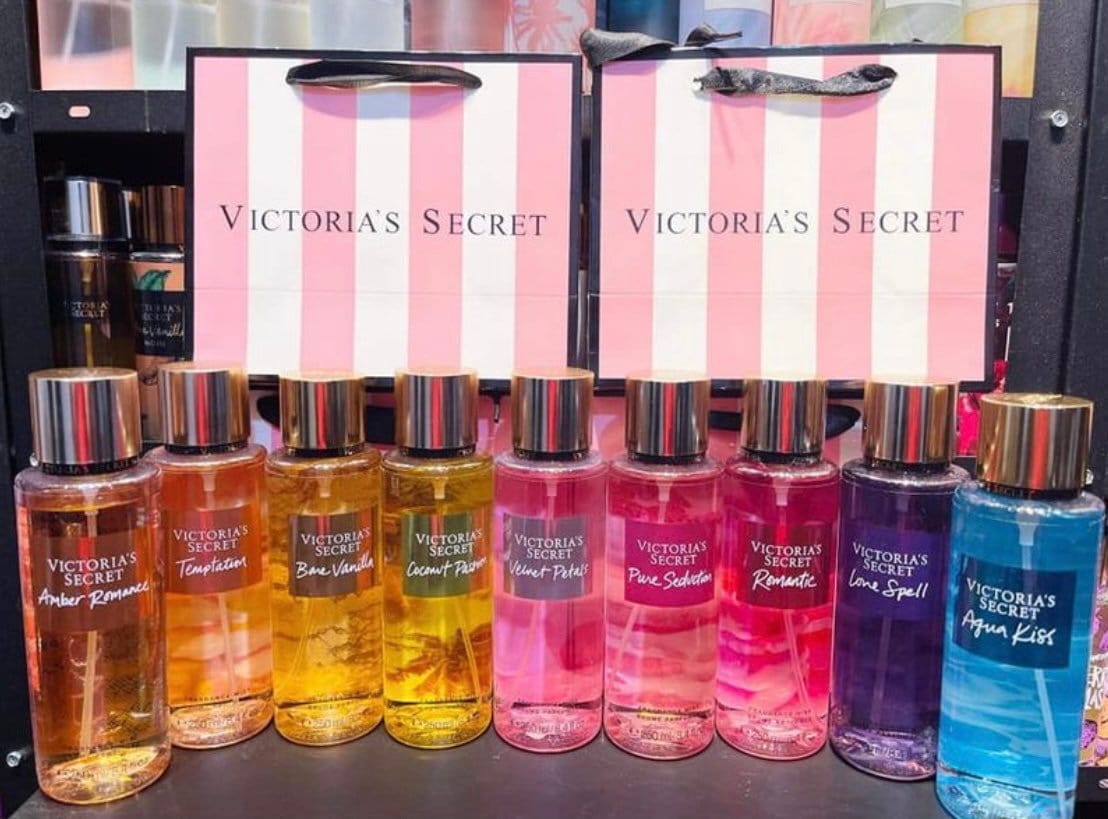 VICTORIA'S SECRET
VICTORIA'S SECRET
VICTORIA'S
SECRET
Amber Romance
VICTORIA'S
SECRET
Temptation
VICTORIA'S
SECRET
Bare Vanilla
VICTORIA'S
SECRET
Coconut Passion
VICTORIA'S
SECRET
Velvet Petals
VICTORIA'S
SECRET
Pure Seduction
VICTORIA'S
SECRET
Romantic
VICTORIA'S
SECRET
Love Spell
VICTORIA'S
SECRET
Aqua Kiss